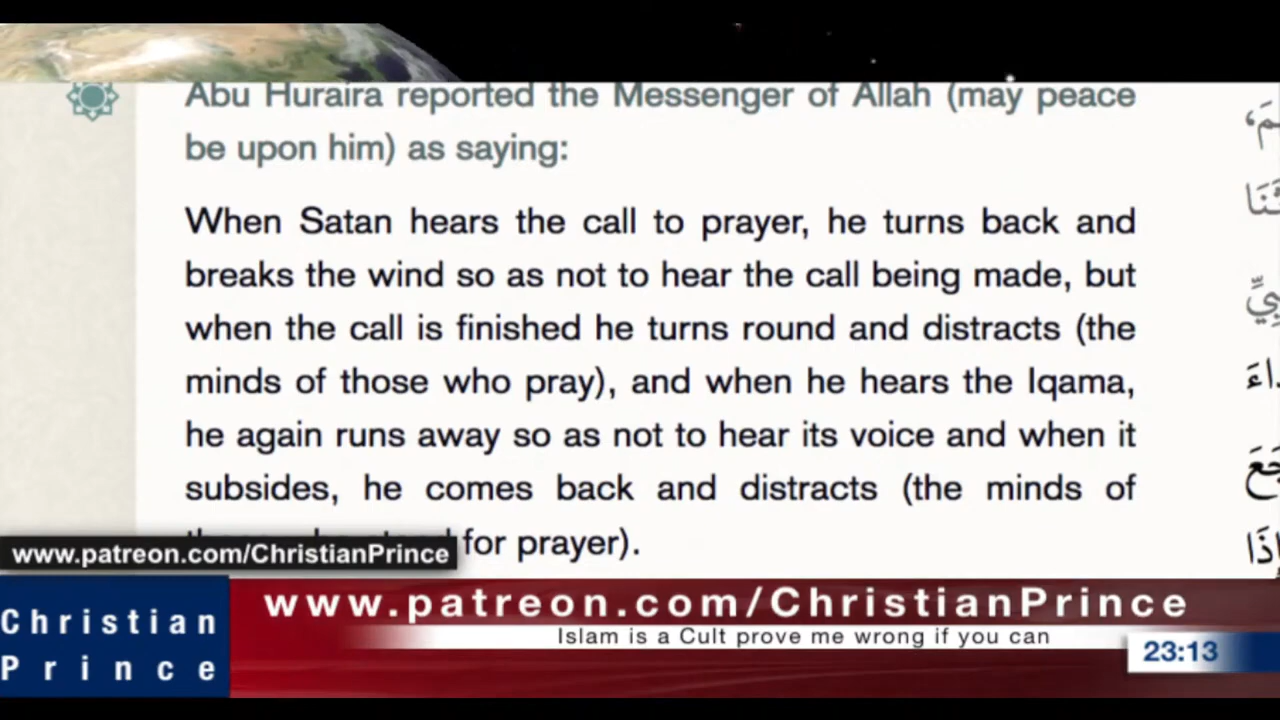 Abu Huraira reported the Messenger of Allah (may peace
be upon him) as saying:
When Satan hears the call to prayer, he turns back and
breaks the wind so as not to hear the call being made, but
when the call is finished he turns round and distracts (the
minds of those who pray), and when he hears the Iqama,
he again runs away so as not to hear its voice and when it
subsides, he comes back and distracts (the minds of
for prayer).
www.patreon.com/ChristianPrince
www.patreon.com/ChristianPrince
Islam is a Cult prove me wrong if you can
Christian
Prince
23:13